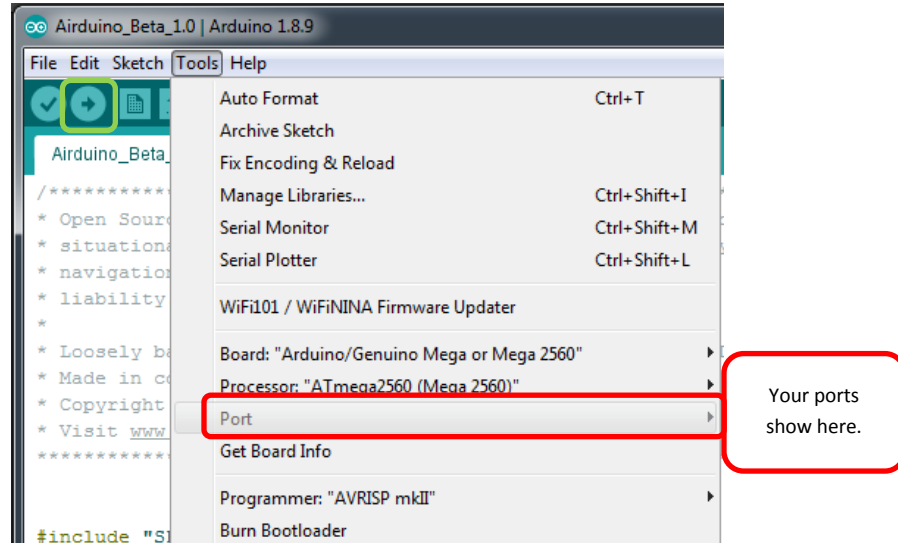 Airduino_Beta_1.0 | Arduino 1.8.9
File Edit Sketch Tools Help
Airduino_Beta_
Auto Format Ctrl+T
Archive Sketch
Fix Encoding & Reload
Manage Libraries... Ctrl+Shift+I
Serial Monitor Ctrl+Shift+M
Serial Plotter Ctrl+Shift+L
WiFi101 / WiFiNINA Firmware Updater
Board: "Arduino/Genuino Mega or Mega 2560"
Processor: "ATmega2560 (Mega 2560)"
Port
Get Board Info
Programmer: "AVRISP mkII"
Burn Bootloader
/***********
* Open Sour
* situation
* navigatio
* liability
*
* Loosely ba
* Made in co
* Copyright
* Visit www
************
#include "S
Your ports
show here.